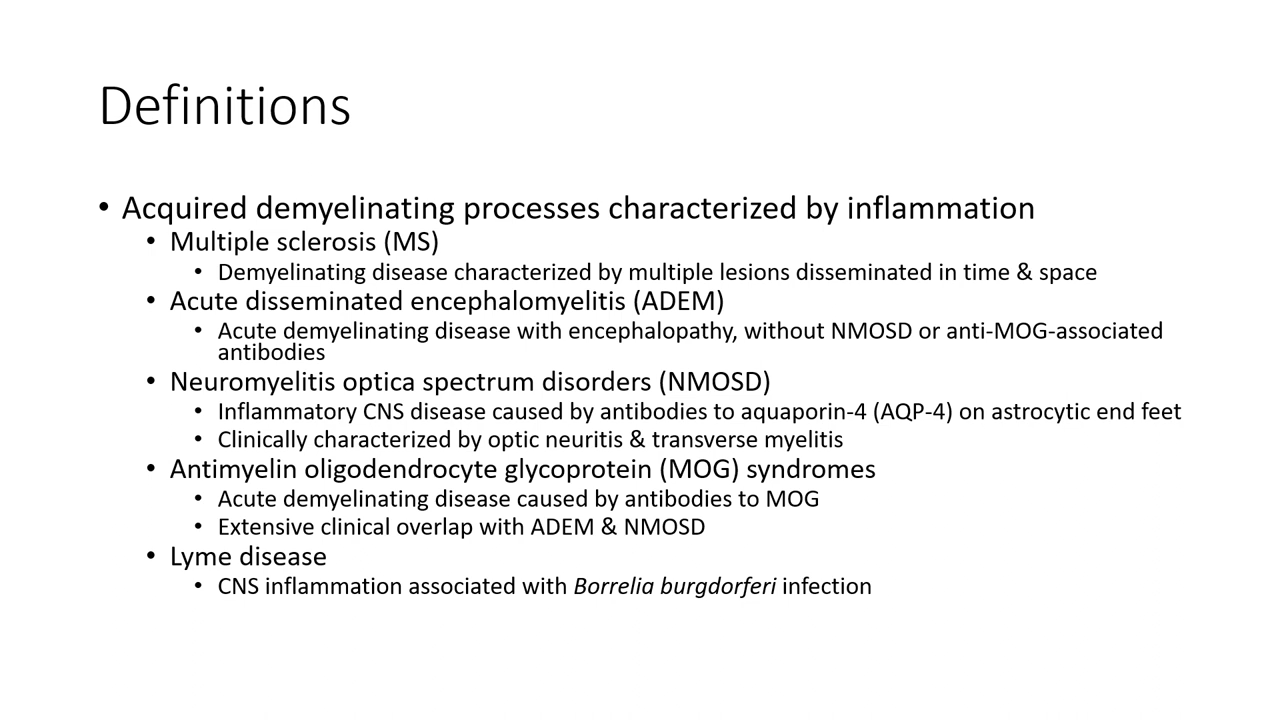 Definitions
• Acquired demyelinating processes characterized by inflammation
• Multiple sclerosis (MS)
• Demyelinating disease characterized by multiple lesions disseminated in time & space
• Acute disseminated encephalomyelitis (ADEM)
• Acute demyelinating disease with encephalopathy, without NMOSD or anti-MOG-associated
antibodies
• Neuromyelitis optica spectrum disorders (NMOSD)
• Inflammatory CNS disease caused by antibodies to aquaporin-4 (AQP-4) on astrocytic end feet
• Clinically characterized by optic neuritis & transverse myelitis
• Antimyelin oligodendrocyte glycoprotein (MOG) syndromes
• Acute demyelinating disease caused by antibodies to MOG
• Extensive clinical overlap with ADEM & NMOSD
• Lyme disease
• CNS inflammation associated with Borrelia burgdorferi infection